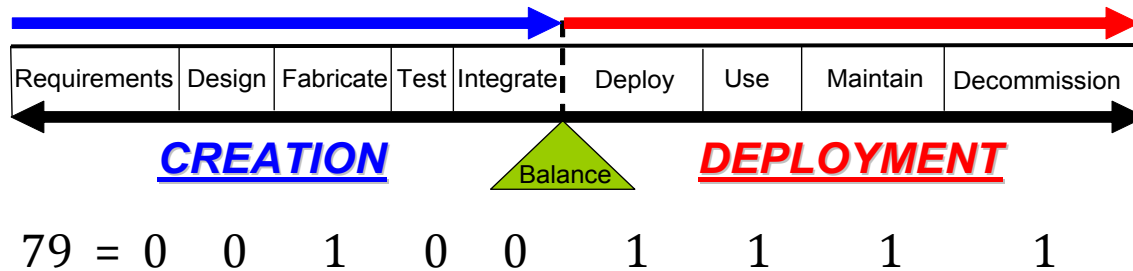 Requirements Design Fabricate Test Integrate Deploy Use Maintain Decommission
CREATION DEPLOYMENT
Balance
79 = 0 0 1 0 0 1 1 1 1